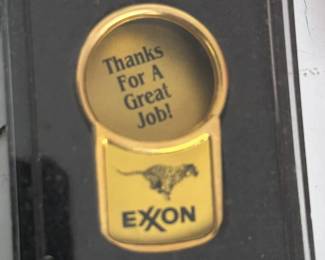 Thanks
For A
Great
Job!
EXXON